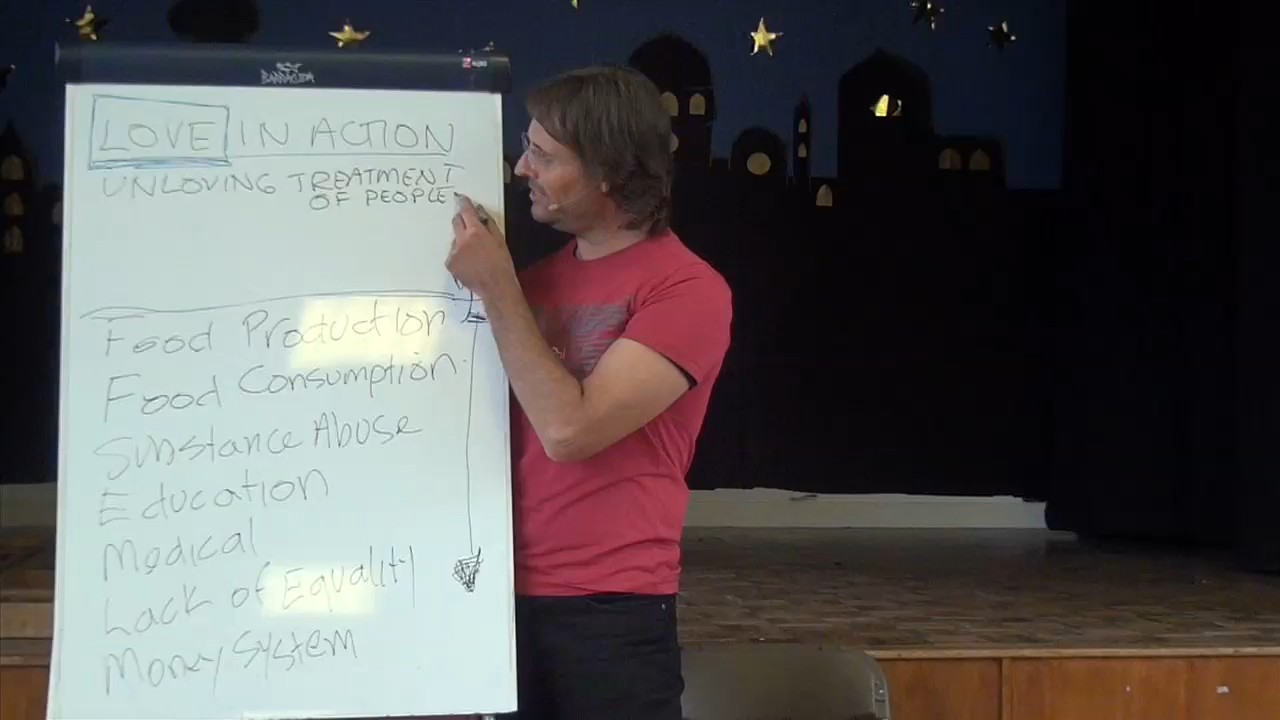 BARRACUDA
LOVE IN ACTION
UNLOVING TREATMENT
OF PEOPLE
Food Production
Food Consumption
Substance Abuse
Education
Medical
Lack of Equality
Money System